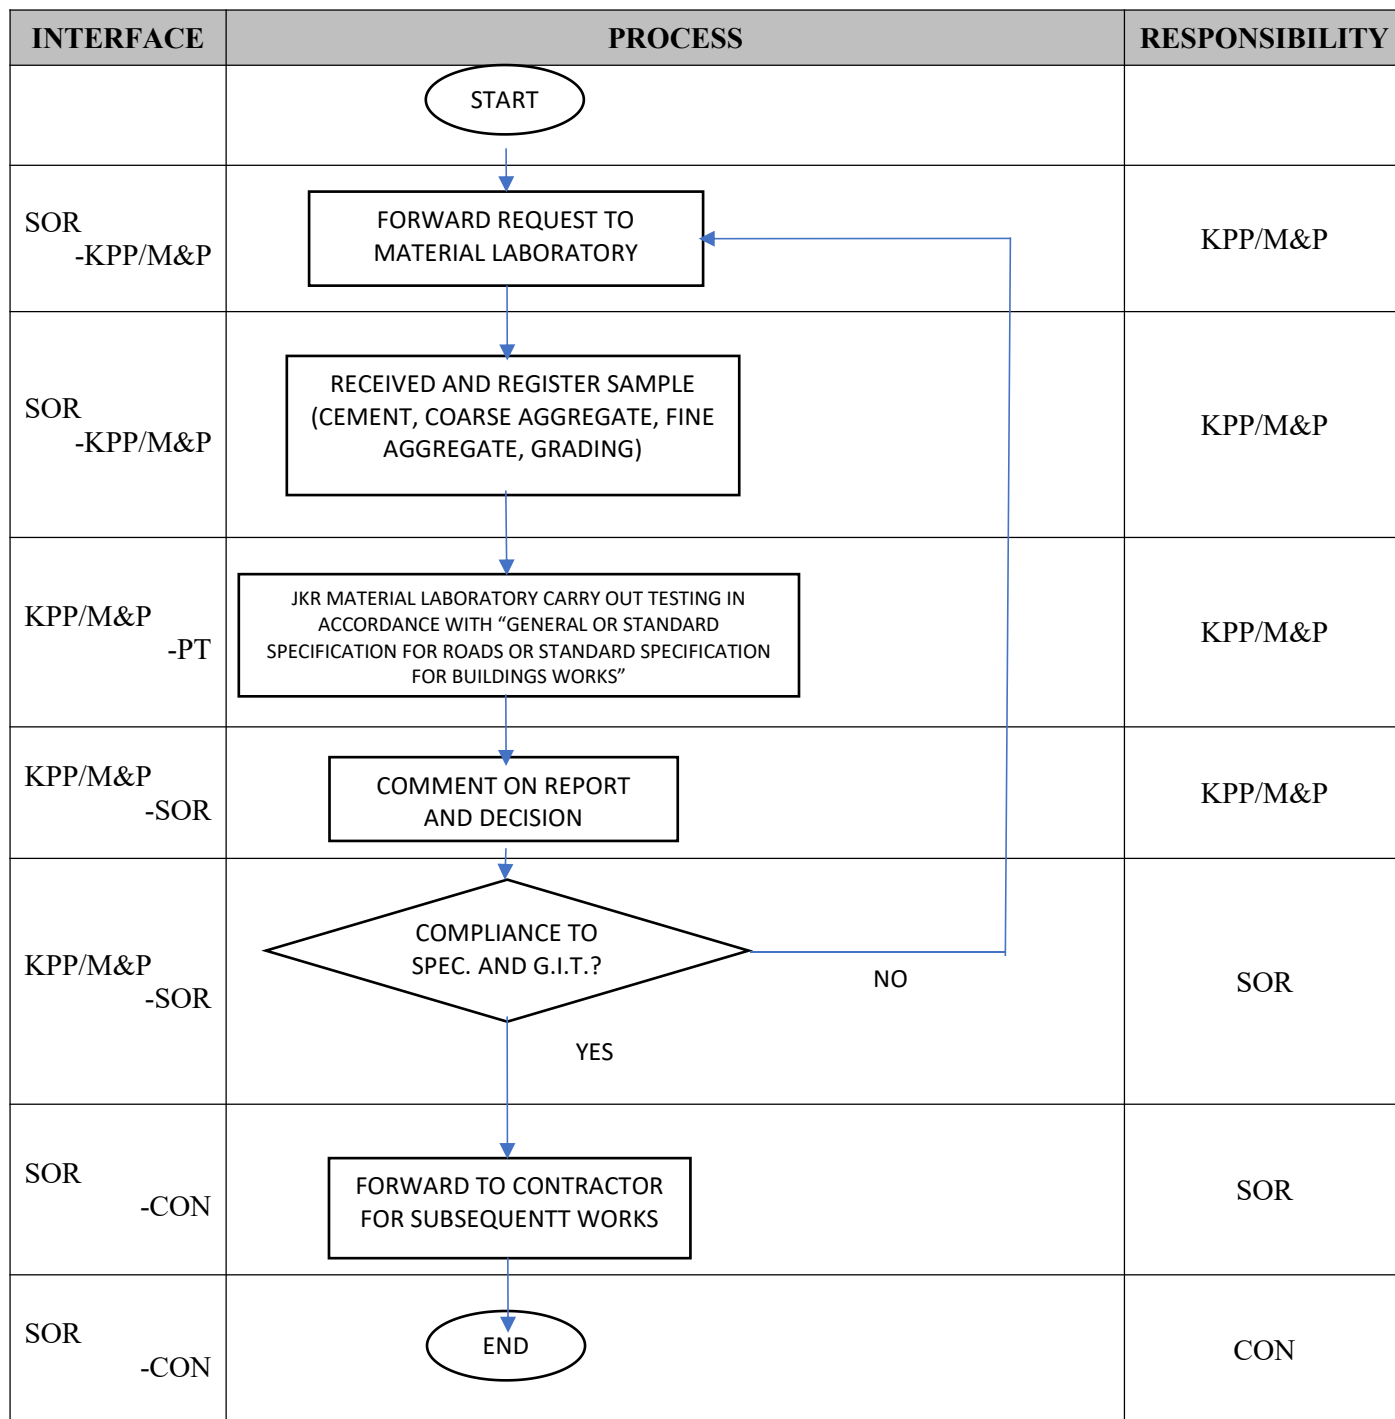 INTERFACE
PROCESS
RESPONSIBILITY
START
SOR
-KPP/M&P
FORWARD REQUEST TO
MATERIAL LABORATORY
KPP/M&P
SOR
-KPP/M&P
RECEIVED AND REGISTER SAMPLE
(CEMENT, COARSE AGGREGATE, FINE
AGGREGATE, GRADING)
KPP/M&P
KPP/M&P
-PT
JKR MATERIAL LABORATORY CARRY OUT TESTING IN
ACCORDANCE WITH “GENERAL OR STANDARD
SPECIFICATION FOR ROADS OR STANDARD SPECIFICATION
FOR BUILDINGS WORKS”
KPP/M&P
KPP/M&P
-SOR
COMMENT ON REPORT
AND DECISION
KPP/M&P
KPP/M&P
-SOR
COMPLIANCE TO
SPEC. AND G.I.T.?
NO
YES
SOR
SOR
-CON
FORWARD TO CONTRACTOR
FOR SUBSEQUENTT WORKS
SOR
SOR
-CON
END
CON